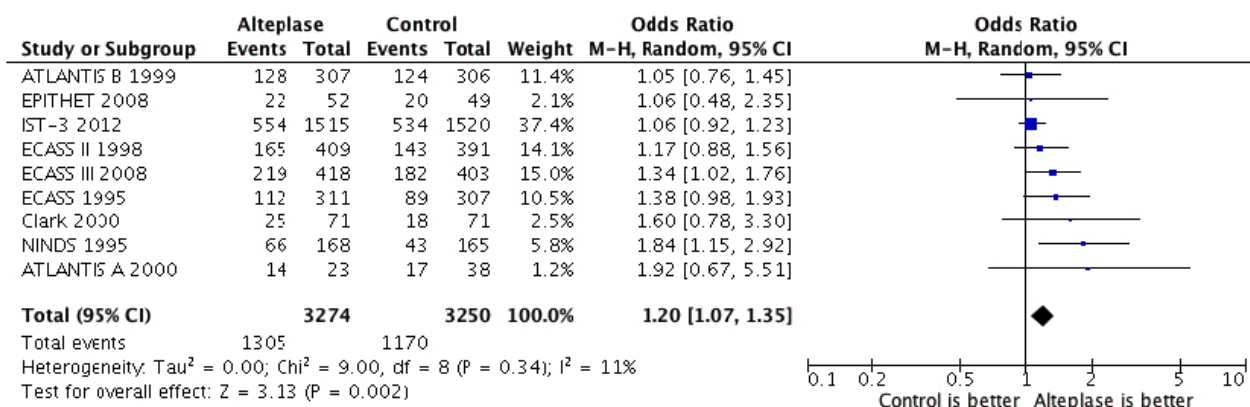 Alteplase Control Odds Ratio Odds Ratio
Study or Subgroup Events Total Events Total Weight M-H, Random, 95% CI M-H, Random, 95% CI
ATLANTIS B 1999 128 307 124 306 11.4% 1.05 [0.76, 1.45]
EPITHET 2008 22 52 20 49 2.1% 1.06 [0.48, 2.35]
IST-3 2012 554 1515 534 1520 37.4% 1.06 [0.92, 1.23]
ECASS II 1998 165 409 143 391 14.1% 1.17 [0.88, 1.56]
ECASS III 2008 219 418 182 403 15.0% 1.34 [1.02, 1.76]
ECASS 1995 112 311 89 307 10.5% 1.38 [0.98, 1.93]
Clark 2000 25 71 18 71 2.5% 1.60 [0.78, 3.30]
NINDS 1995 66 168 43 165 5.8% 1.84 [1.15, 2.92]
ATLANTIS A 2000 14 23 17 38 1.2% 1.92 [0.67, 5.51]
Total (95% CI) 3274 3250 100.0% 1.20 [1.07, 1.35]
Total events 1305 1170
Heterogeneity: Tau² = 0.00; Chi² = 9.00, df = 8 (P = 0.34); I² = 11%
Test for overall effect: Z = 3.13 (P = 0.002)
0.1 0.2 0.5 1 2 5 10
Control is better Alteplase is better